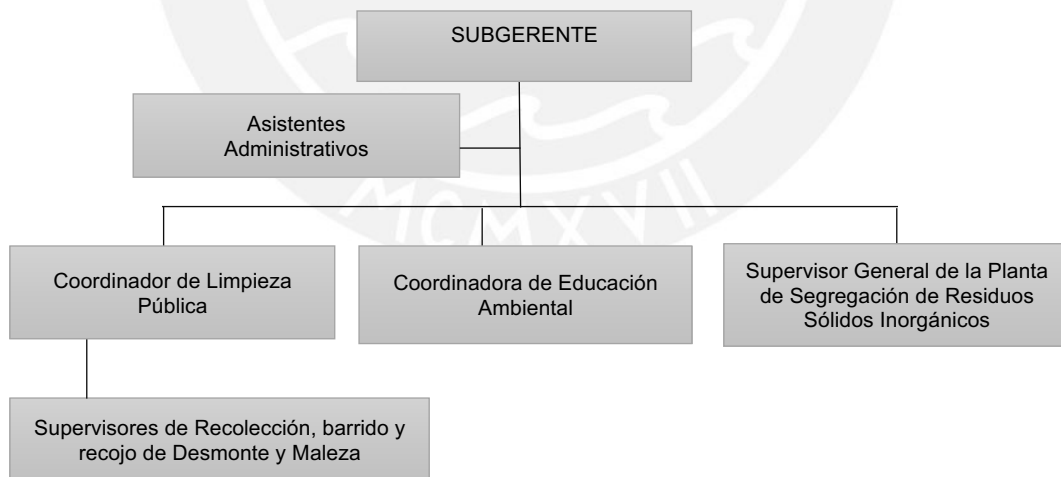 SUBGERENTE
Asistentes
Administrativos
MCMXVII
Coordinador de Limpieza
Pública
Coordinadora de Educación
Ambiental
Supervisor General de la Planta
de Segregación de Residuos
Sólidos Inorgánicos
Supervisores de Recolección, barrido y
recojo de Desmonte y Maleza